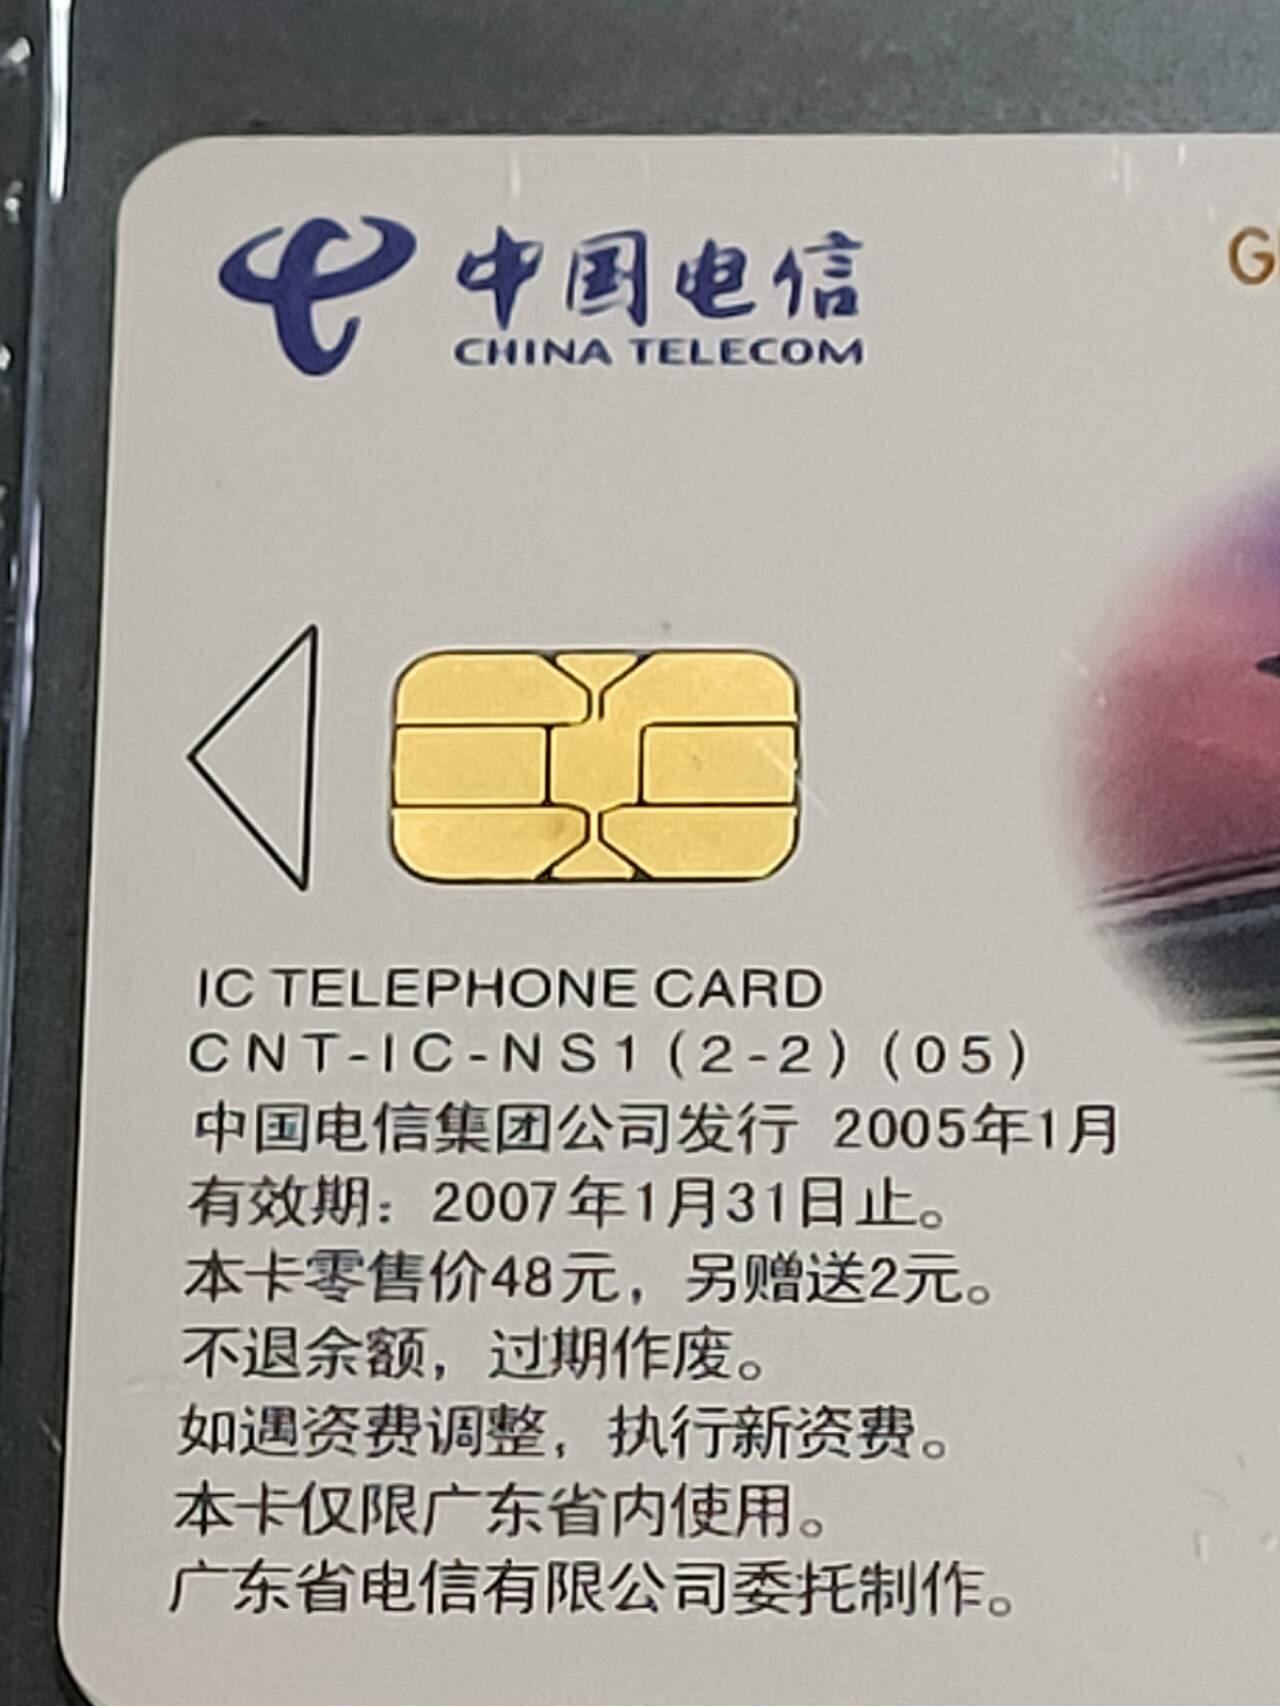 中国电信
CHINA TELECOM
G
IC TELEPHONE CARD
CNT-IC-NS1(2-2)(05)
中国电信集团公司发行 2005年1月
有效期：2007年1月31日止。
本卡零售价48元，另赠送2元。
不退余额，过期作废。
如遇资费调整，执行新资费。
本卡仅限广东省内使用。
广东省电信有限公司委托制作。